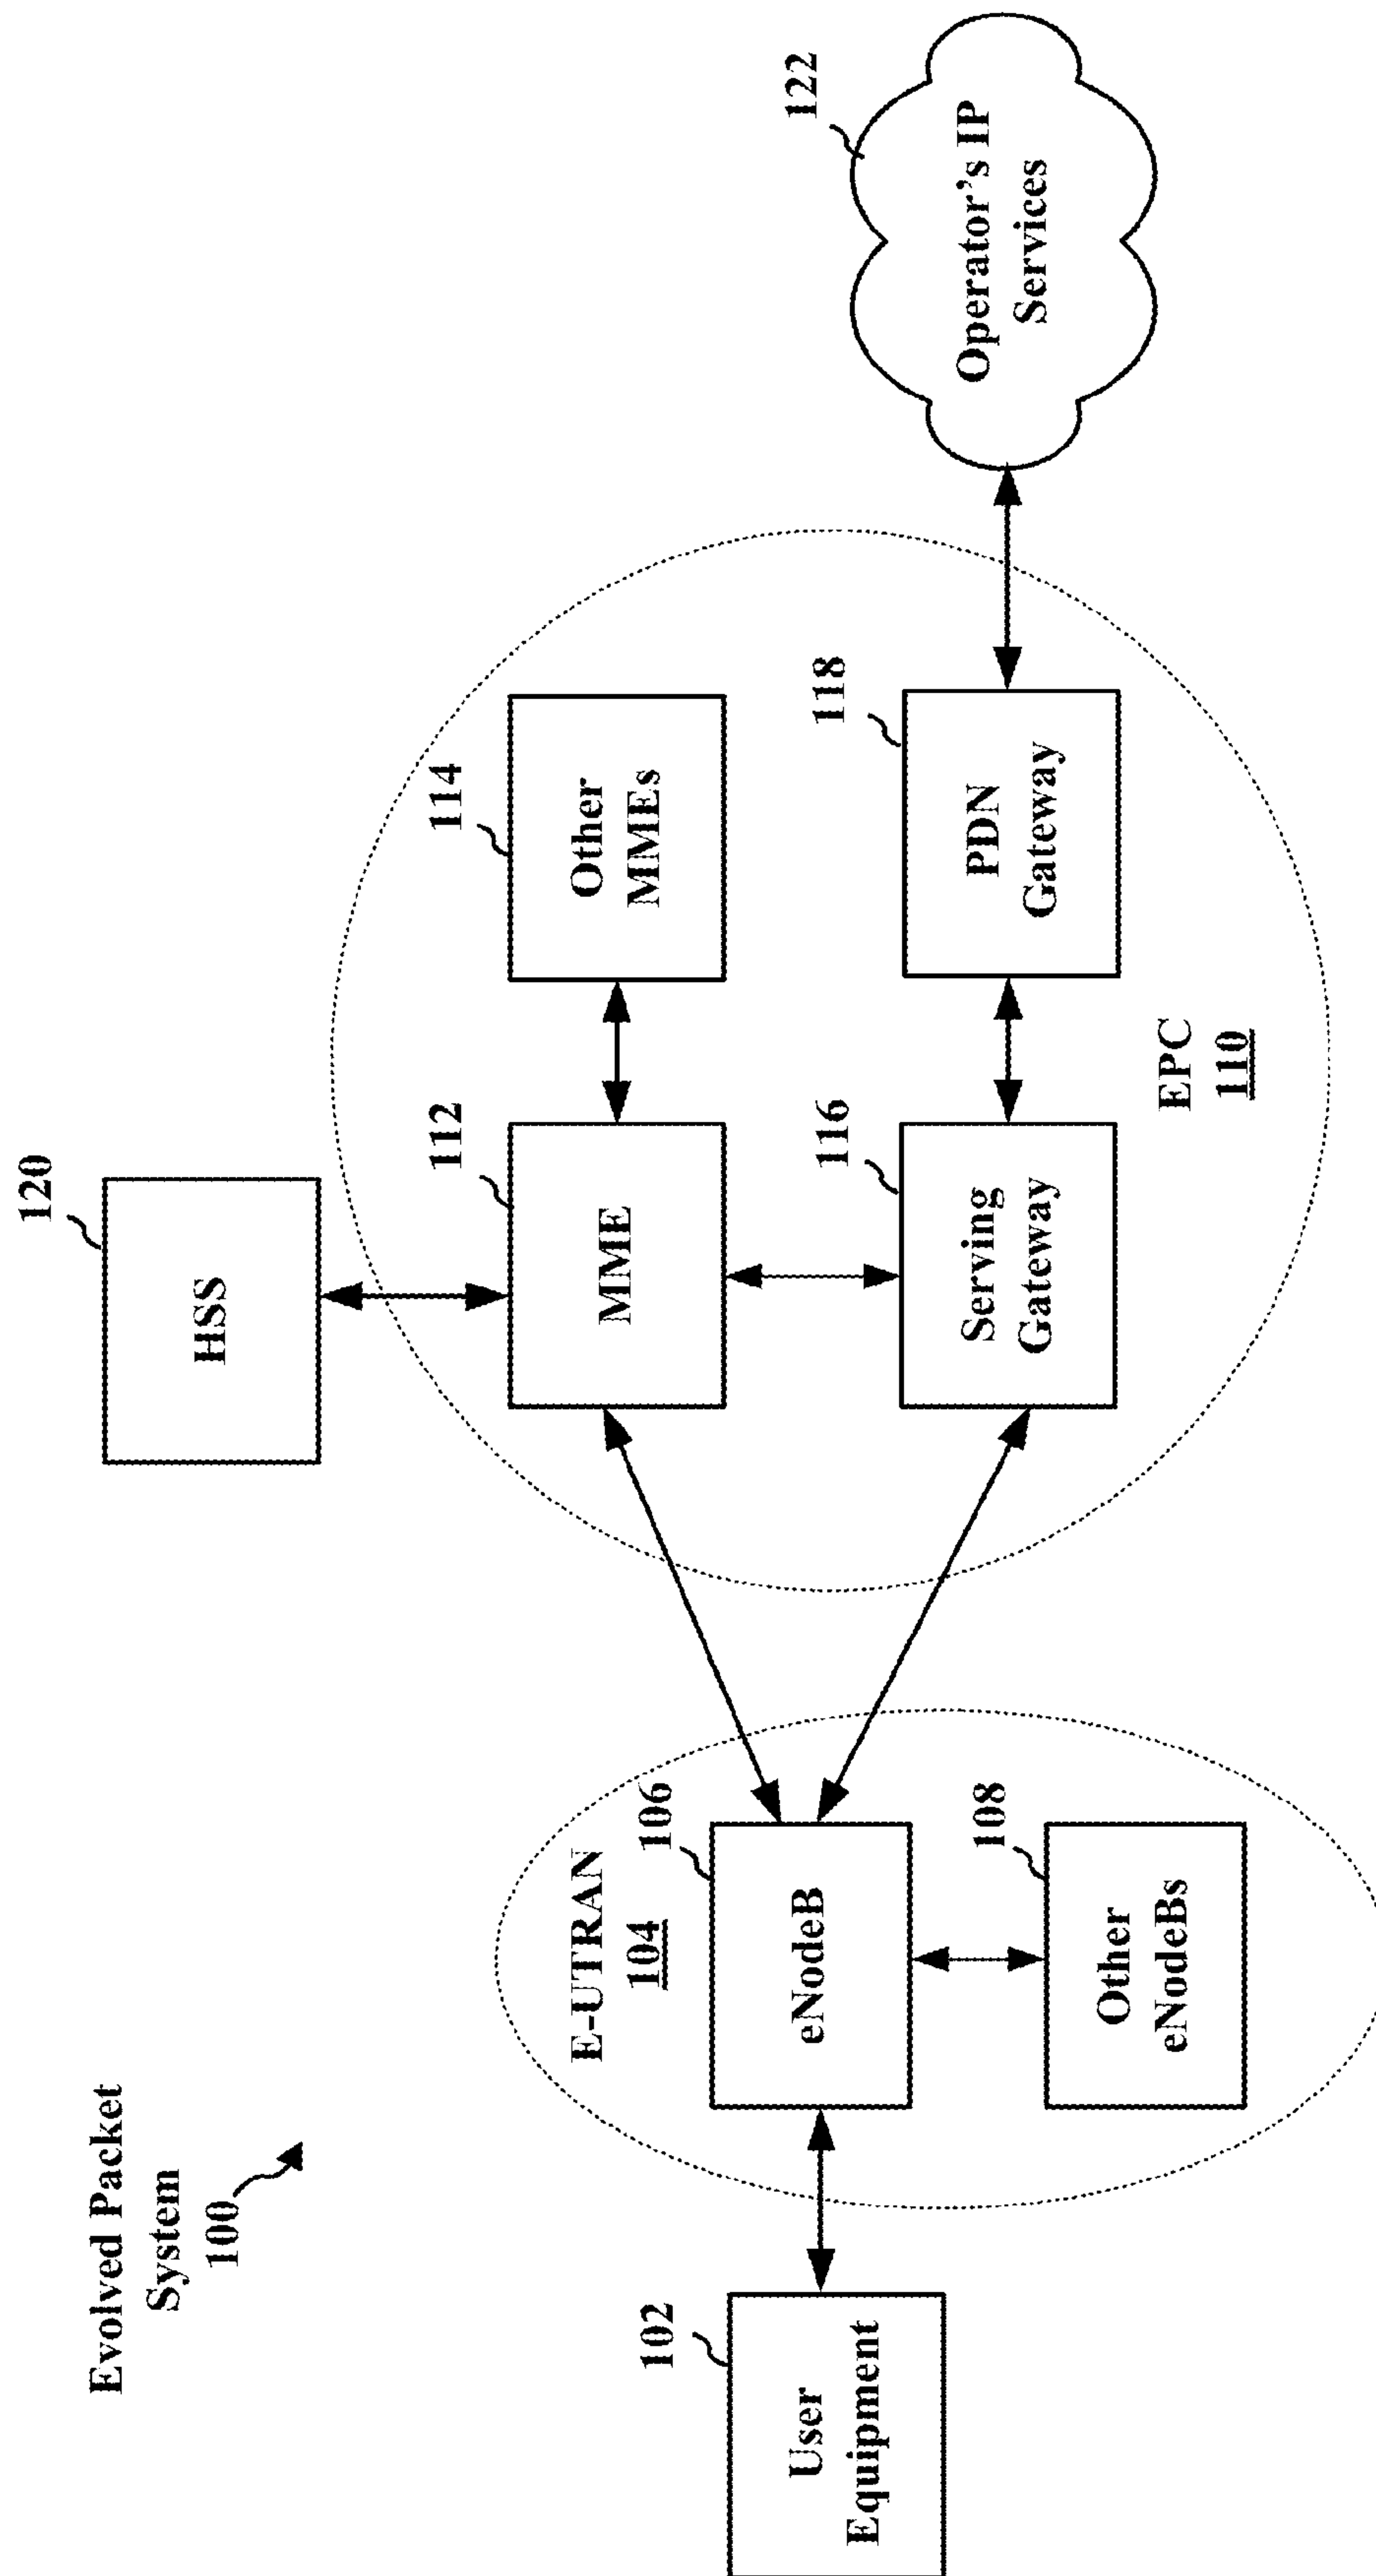 Evolved Packet
System
100
120
HSS
E-UTRAN
104
102
User
Equipment
106
eNodeB
108
Other
eNodeBs
112
MME
114
Other
MMEs
116
Serving
Gateway
118
PDN
Gateway
EPC
110
122
Operator's IP
Services